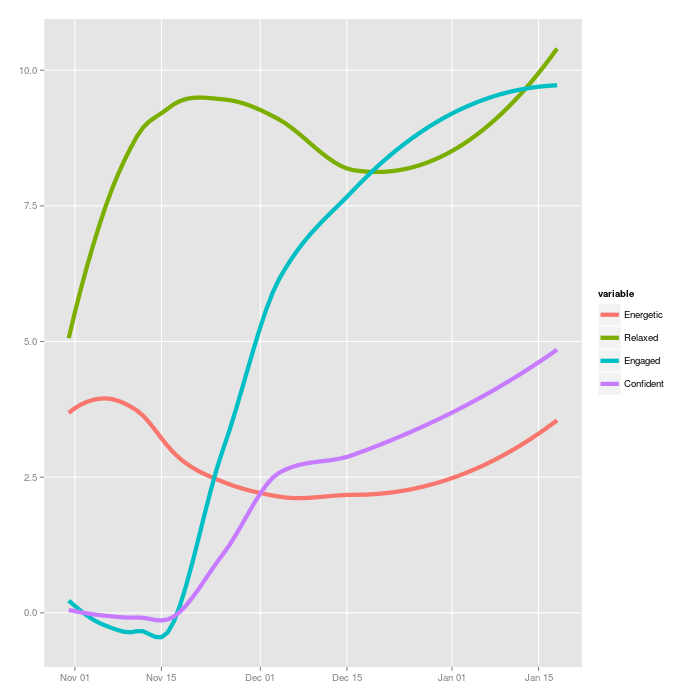 10.0
7.5
5.0
2.5
0.0
Nov 01 Nov 15 Dec 01 Dec 15 Jan 01 Jan 15
variable
Energetic
Relaxed
Engaged
Confident